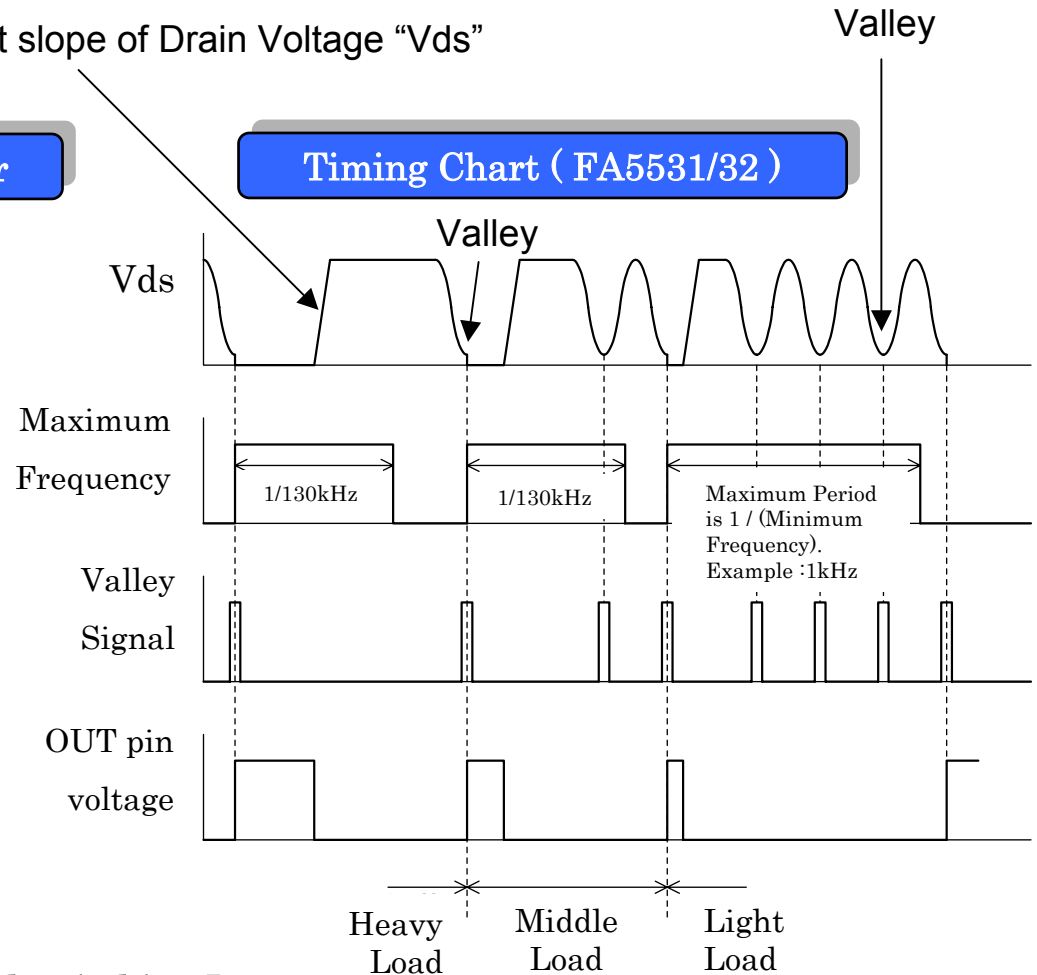 t slope of Drain Voltage “Vds”
Valley
r
Timing Chart ( FA5531/32 )
Valley
Vds
Maximum
Frequency
1/130kHz
1/130kHz
Maximum Period
is 1 / (Minimum
Frequency).
Example :1kHz
Valley
Signal
OUT pin
voltage
Heavy
Load
Middle
Load
Light
Load